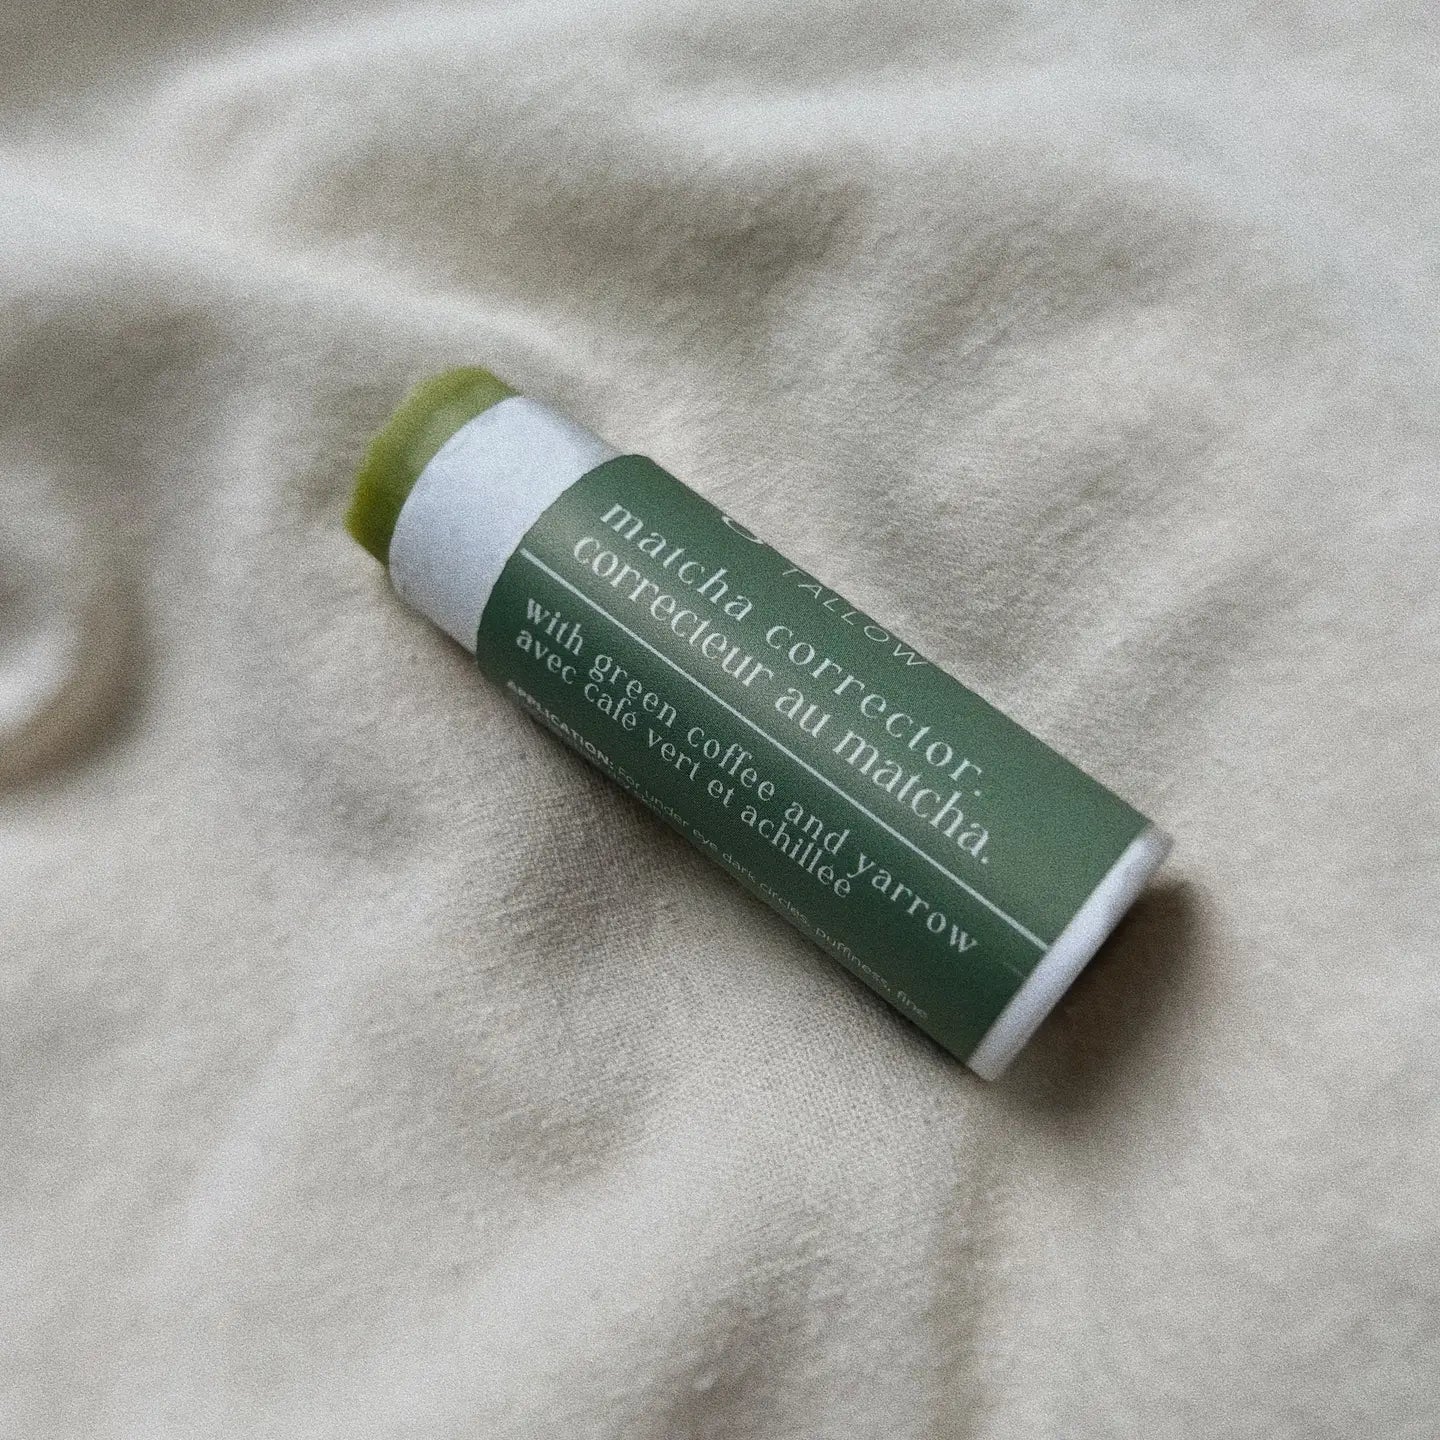 TALLOW
matcha corrector.
correcteur au matcha.
with green coffee and yarrow
avec café vert et achillée
APPLICATION: For under eye dark circles, puffiness, fine